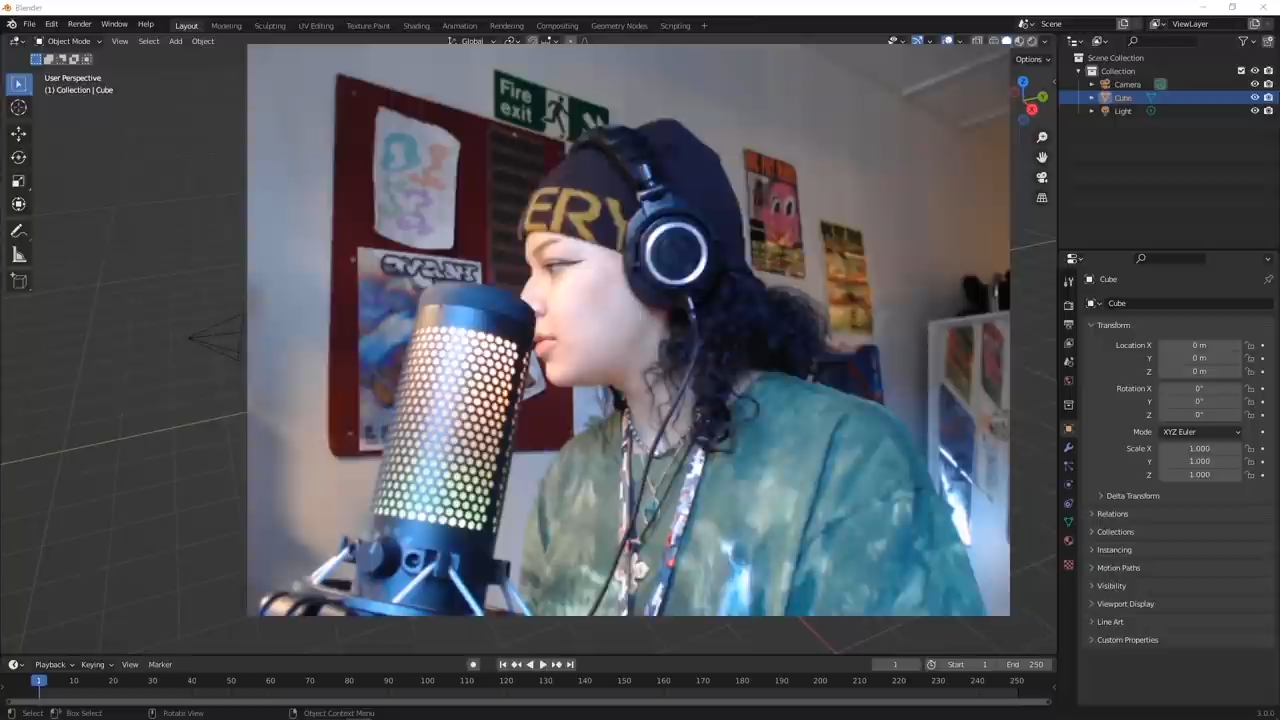 Blender
File Edit Render Window Help
Layout Modeling Sculpting UV Editing Texture Paint Shading Animation Rendering Compositing Geometry Nodes Scripting +
Scene
ViewLayer
Object Mode View Select Add Object
Global
Options
User Perspective
(1) Collection | Cube
X
Y
Z
Fire
exit
ERY
Scene Collection
Collection
Camera
Cube
Light
Cube
Cube
Transform
Location X 0 m
Y 0 m
Z 0 m
Rotation X 0°
Y 0°
Z 0°
Mode XYZ Euler
Scale X 1.000
Y 1.000
Z 1.000
Delta Transform
Relations
Collections
Instancing
Motion Paths
Visibility
Viewport Display
Line Art
Custom Properties
Playback Keying View Marker
1
Start 1
End 250
1 10 20 30 40 50 60 70 80 90 100 110 120 130 140 150 160 170 180 190 200 210 220 230 240 250
Select Box Select Rotate View Object Context Menu
3.0.0